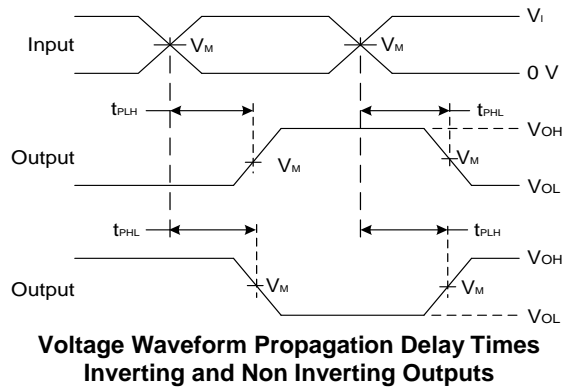 Input
VM
VM
VI
0 V
tPLH
tPHL
Output
VM
VM
VOH
VOL
tPHL
tPLH
Output
VM
VM
VOH
VOL
Voltage Waveform Propagation Delay Times
Inverting and Non Inverting Outputs